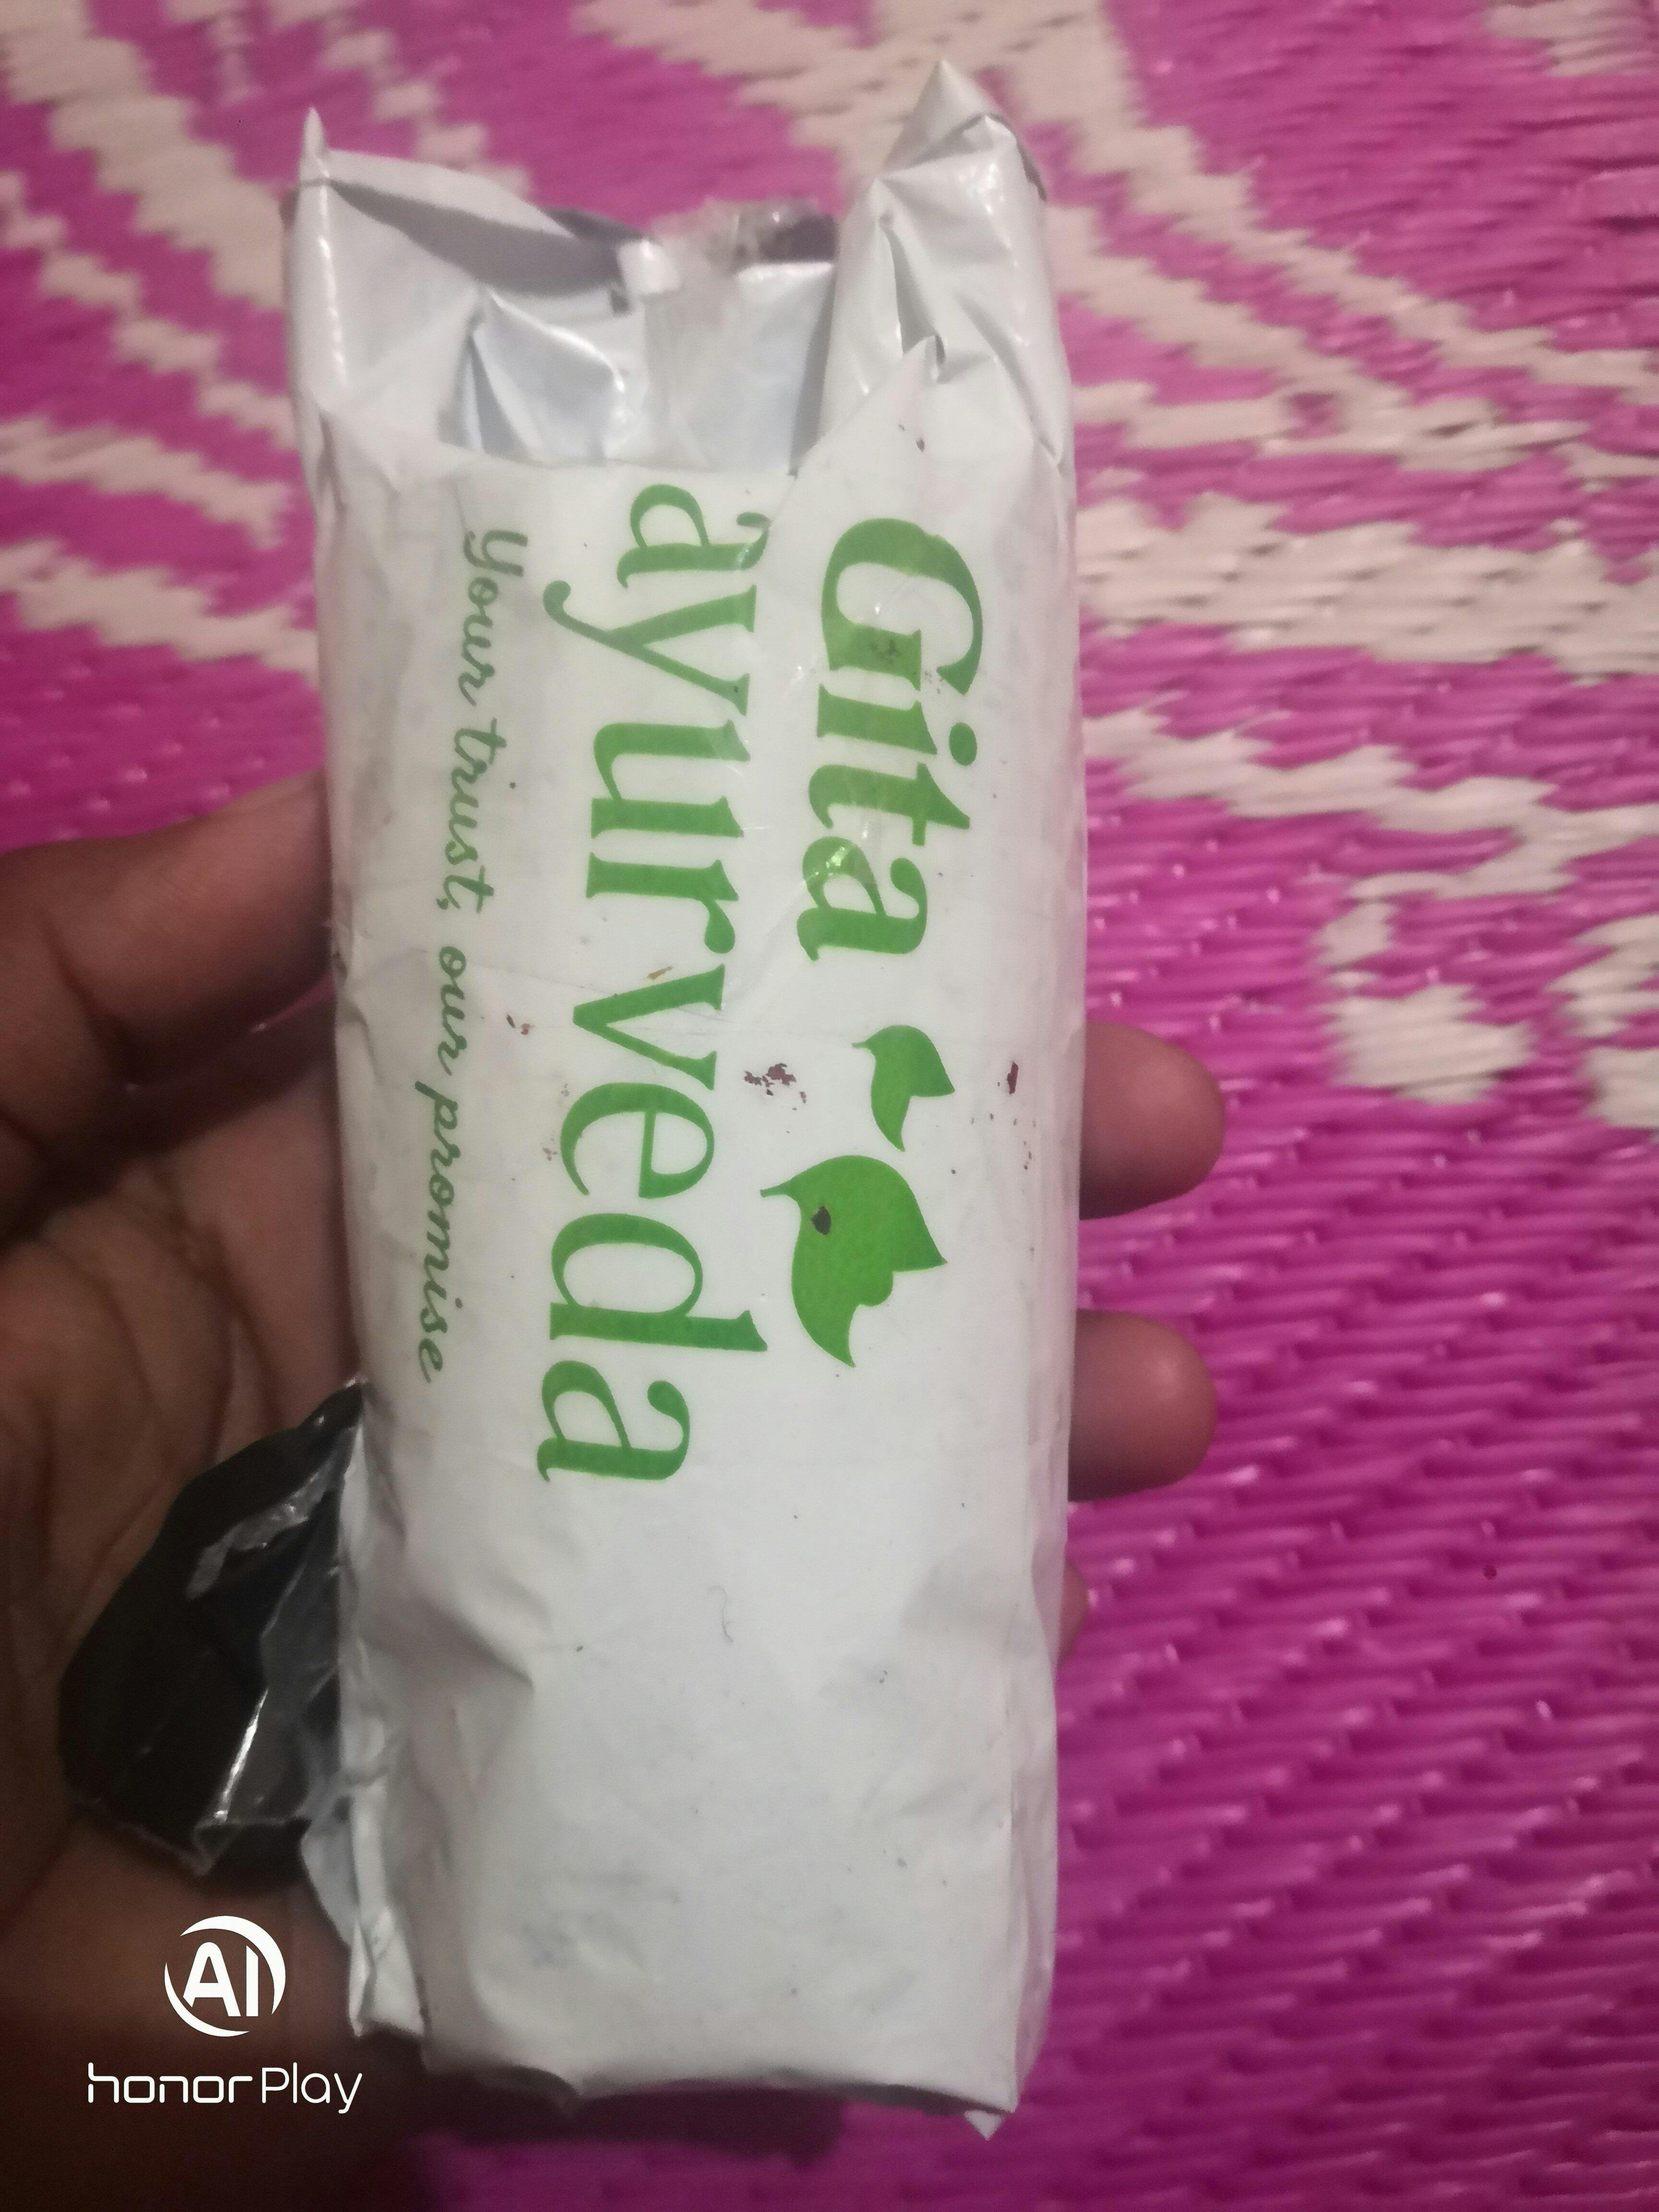 Gita
ayurveda
Your trust, our promise
AI
honor Play